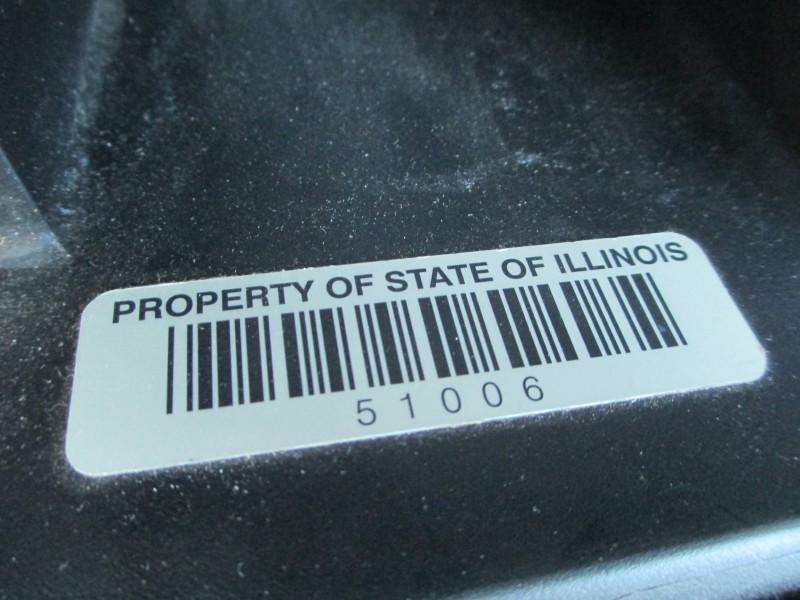 PROPERTY OF STATE OF ILLINOIS
51006